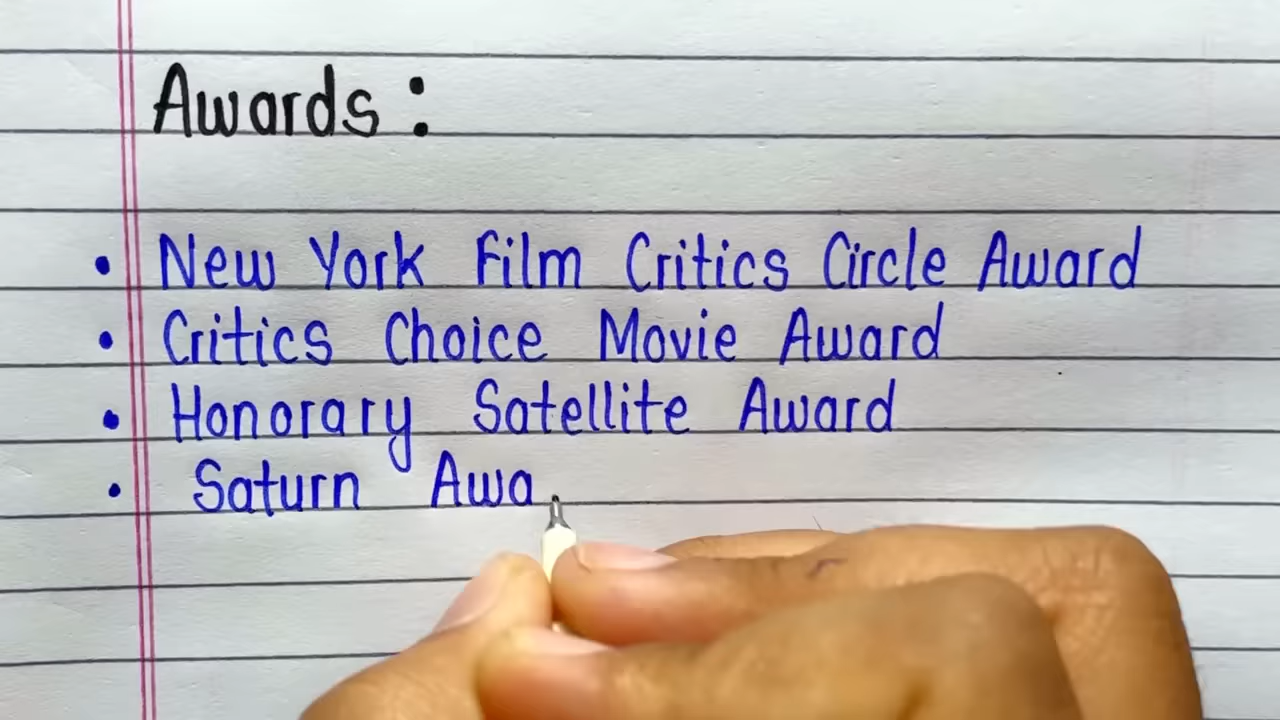 Awards :
• New York Film Critics Circle Award
• Critics Choice Movie Award
• Honorary Satellite Award
• Saturn Awa